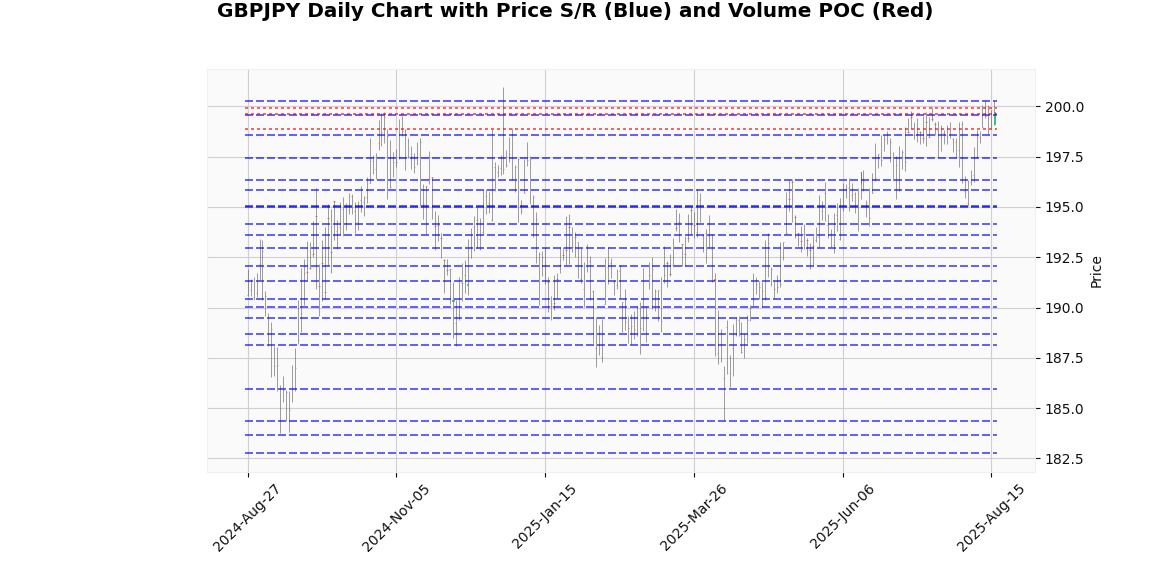 GBPJPY Daily Chart with Price S/R (Blue) and Volume POC (Red)
200.0
197.5
195.0
192.5
190.0
187.5
185.0
182.5
Price
2024-Aug-27
2024-Nov-05
2025-Jan-15
2025-Mar-26
2025-Jun-06
2025-Aug-15